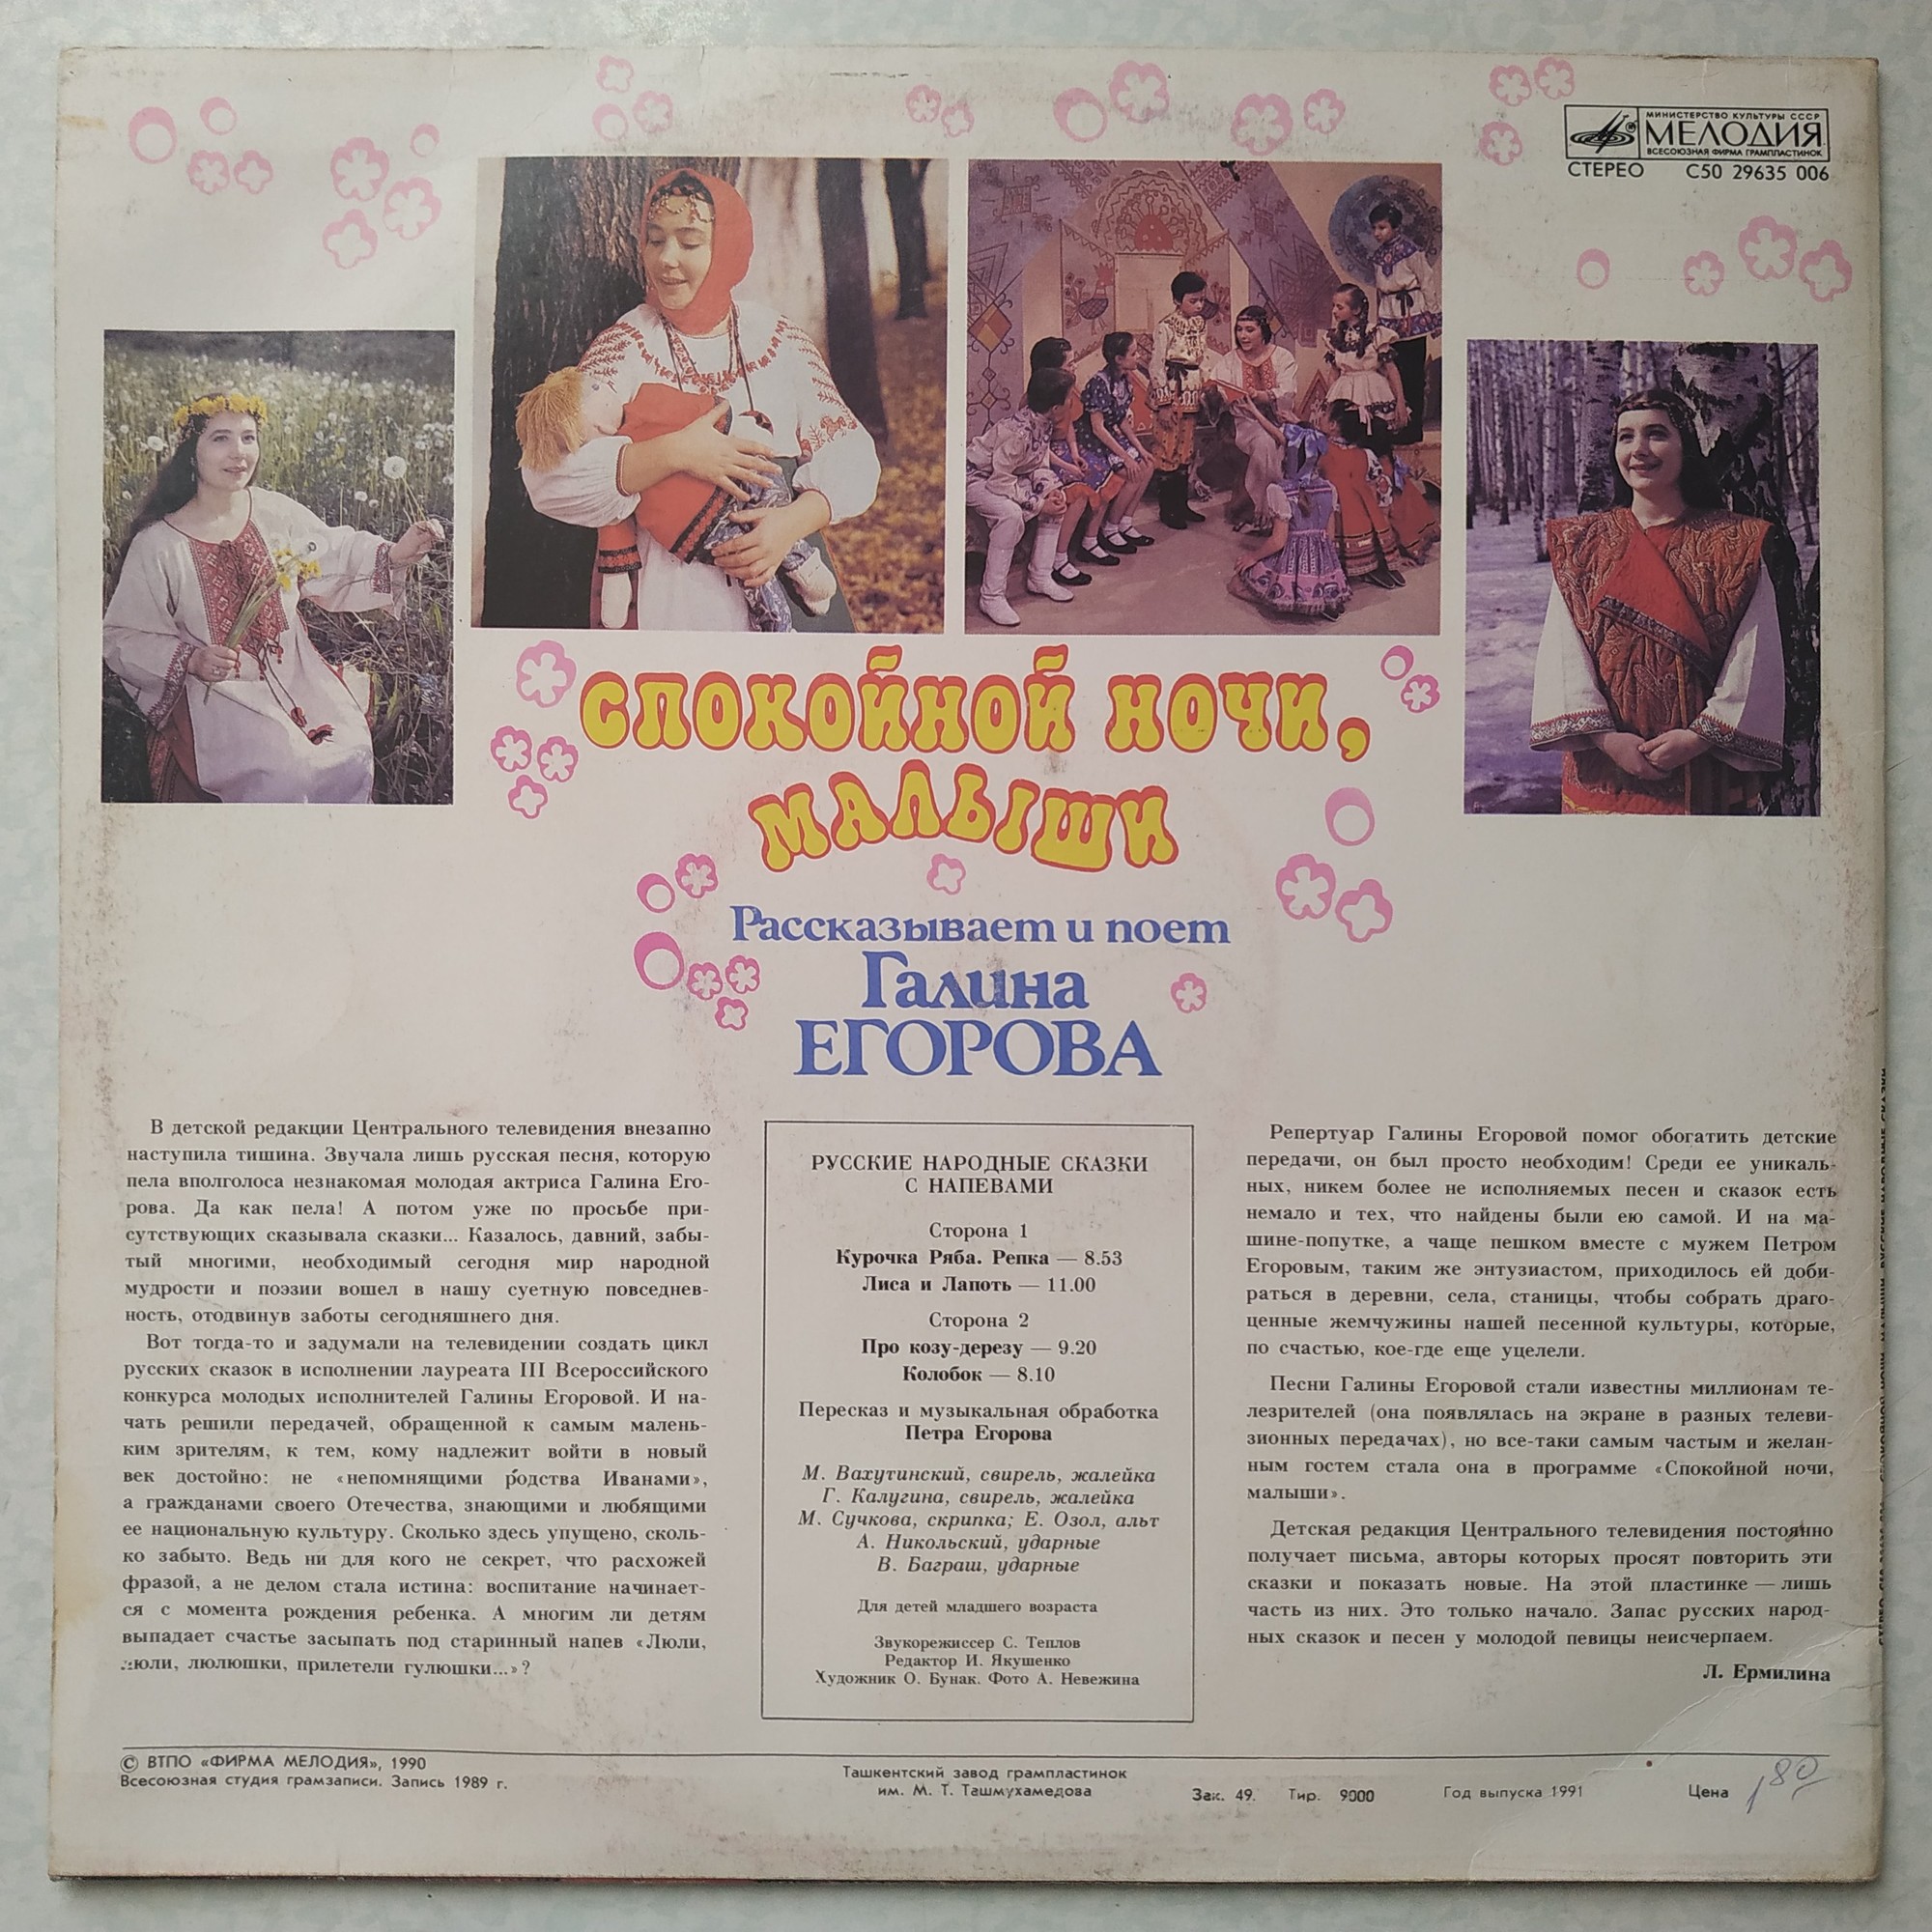 МИНИСТЕРСТВО КУЛЬТУРЫ СССР
МЕЛОДИЯ
ВСЕСОЮЗНАЯ ФИРМА ГРАМПЛАСТИНОК
СТЕРЕО С50 29635 006
СПОКОЙНОЙ НОЧИ,
МАЛЫШИ
Рассказывает и поет
Галина
ЕГОРОВА
В детской редакции Центрального телевидения внезапно
наступила тишина. Звучала лишь русская песня, которую
пела вполголоса незнакомая молодая актриса Галина Его-
рова. Да как пела! А потом уже по просьбе при-
сутствующих сказывала сказки... Казалось, давний, забы-
тый многими, необходимый сегодня мир народной
мудрости и поэзии вошел в нашу суетную повседнев-
ность, отодвинув заботы сегодняшнего дня.
Вот тогда-то и задумали на телевидении создать цикл
русских сказок в исполнении лауреата III Всероссийского
конкурса молодых исполнителей Галины Егоровой. И на-
чать решили передачей, обращенной к самым малень-
ким зрителям, к тем, кому надлежит войти в новый
век достойно: не «непомнящими родства Иванами»,
а гражданами своего Отечества, знающими и любящими
ее национальную культуру. Сколько здесь упущено, сколь-
ко забыто. Ведь ни для кого не секрет, что расхожей
фразой, а не делом стала истина: воспитание начинает-
ся с момента рождения ребенка. А многим ли детям
выпадает счастье засыпать под старинный напев «Люли,
люли, люлюшки, прилетели гулюшки...»?
РУССКИЕ НАРОДНЫЕ СКАЗКИ
С НАПЕВАМИ
Сторона 1
Курочка Ряба. Репка — 8.53
Лиса и Лапоть — 11.00
Сторона 2
Про козу-дерезу — 9.20
Колобок — 8.10
Пересказ и музыкальная обработка
Петра Егорова
М. Вахутинский, свирель, жалейка
Г. Калугина, свирель, жалейка
М. Сучкова, скрипка; Е. Озол, альт
А. Никольский, ударные
В. Баграш, ударные
Для детей младшего возраста
Звукорежиссер С. Теплов
Редактор И. Якушенко
Художник О. Бунак. Фото А. Невежина
Репертуар Галины Егоровой помог обогатить детские
передачи, он был просто необходим! Среди ее уникаль-
ных, никем более не исполняемых песен и сказок есть
немало и тех, что найдены были ею самой. И на ма-
шине-попутке, а чаще пешком вместе с мужем Петром
Егоровым, таким же энтузиастом, приходилось ей доби-
раться в деревни, села, станицы, чтобы собрать драго-
ценные жемчужины нашей песенной культуры, которые,
по счастью, кое-где еще уцелели.
Песни Галины Егоровой стали известны миллионам те-
лезрителей (она появлялась на экране в разных телеви-
зионных передачах), но все-таки самым частым и желан-
ным гостем стала она в программе «Спокойной ночи,
малыши».
Детская редакция Центрального телевидения постоянно
получает письма, авторы которых просят повторить эти
сказки и показать новые. На этой пластинке — лишь
часть из них. Это только начало. Запас русских народ-
ных сказок и песен у молодой певицы неисчерпаем.
Л. Ермилина
© ВТПО «ФИРМА МЕЛОДИЯ», 1990
Всесоюзная студия грамзаписи. Запись 1989 г.
Ташкентский завод грампластинок
им. М. Т. Ташмухамедова
Зак. 49. Тир. 9000
Год выпуска 1991
Цена 1 80